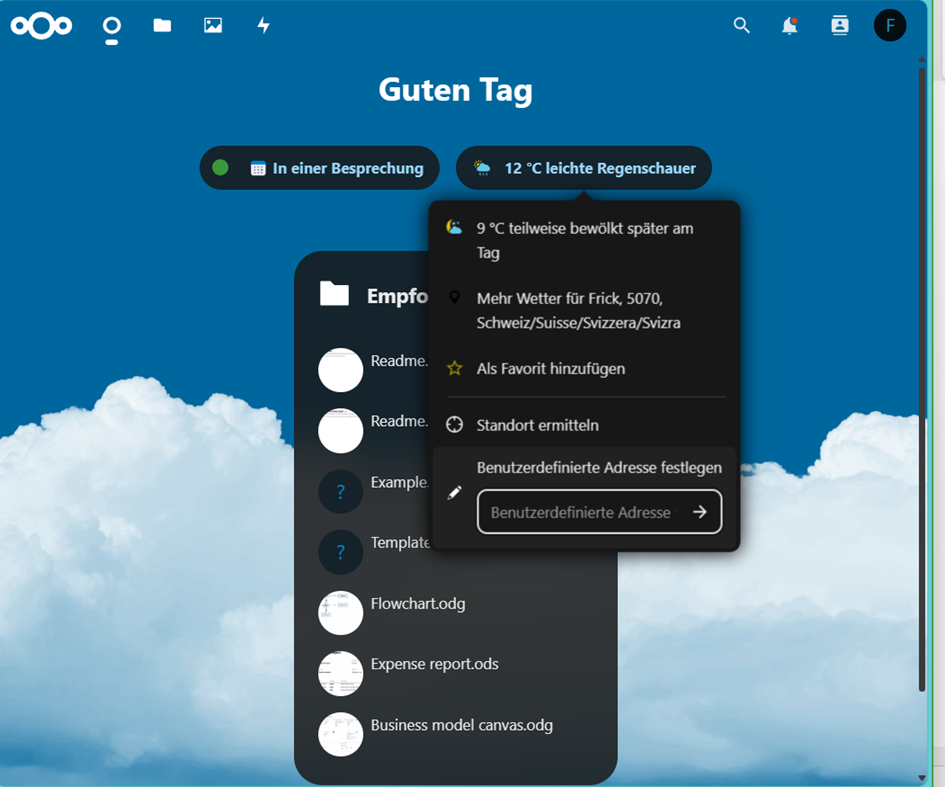 F
Guten Tag
In einer Besprechung
12 °C leichte Regenschauer
9 °C teilweise bewölkt später am
Tag
Mehr Wetter für Frick, 5070,
Schweiz/Suisse/Svizzera/Svizra
Als Favorit hinzufügen
Standort ermitteln
Benutzerdefinierte Adresse festlegen
Benutzerdefinierte Adresse
Empfo
Readme.
Readme.
? Example.
? Template
Flowchart.odg
Expense report.ods
Business model canvas.odg